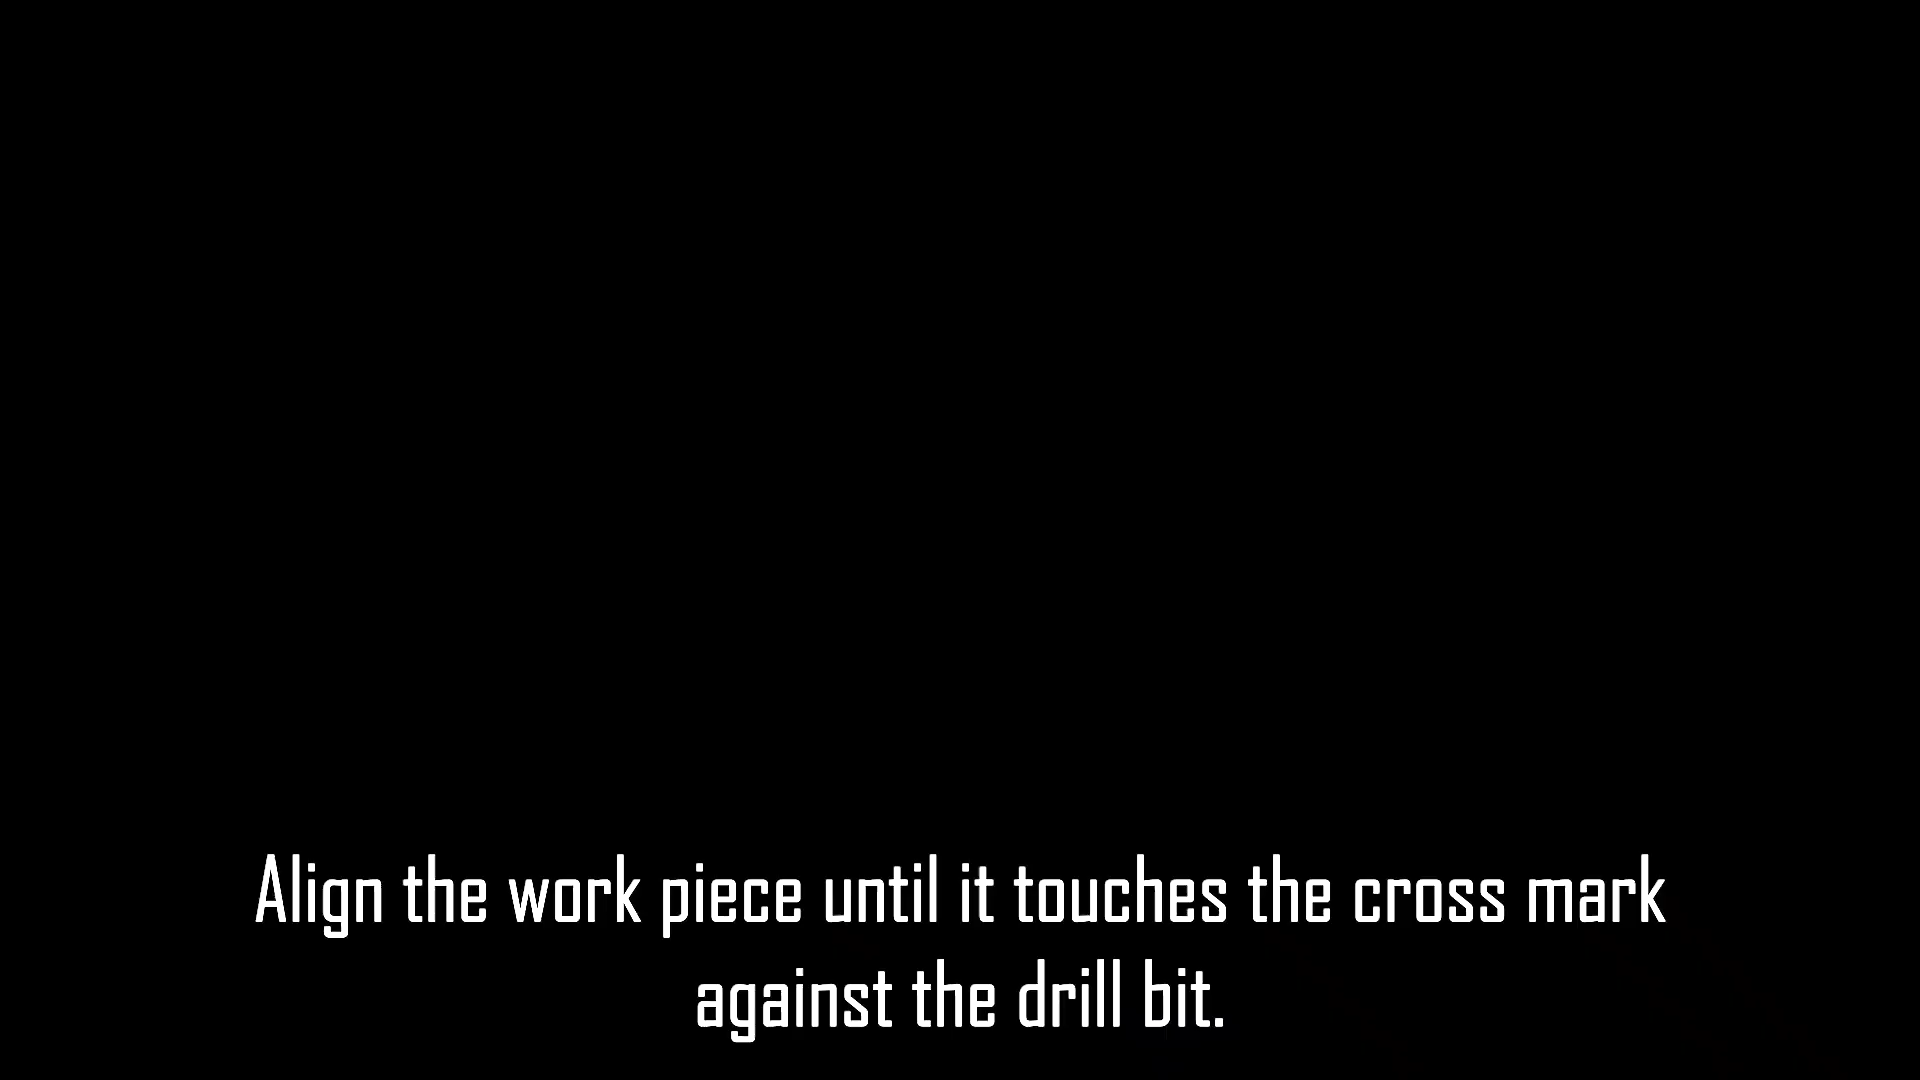 Align the work piece until it touches the cross mark
against the drill bit.